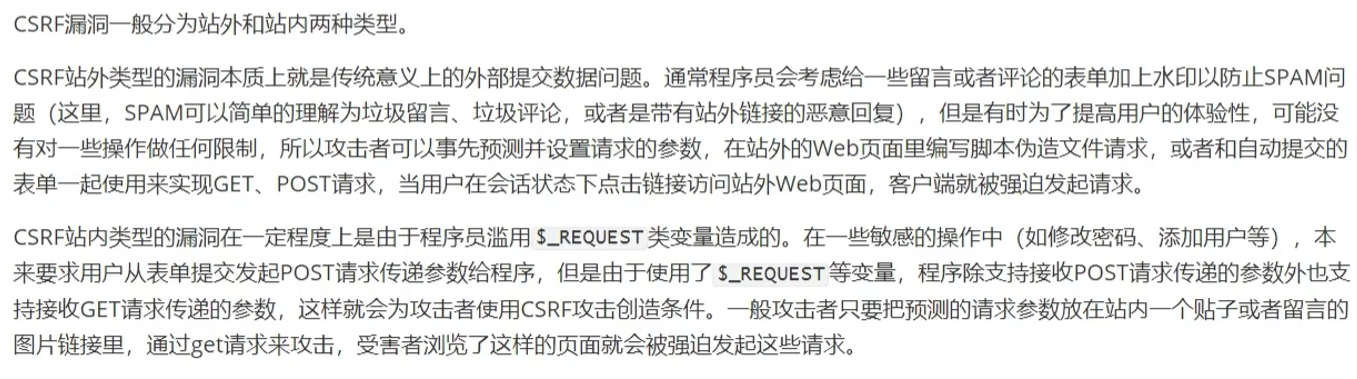 CSRF漏洞一般分为站外和站内两种类型。
CSRF站外类型的漏洞本质上就是传统意义上的外部提交数据问题。通常程序员会考虑给一些留言或者评论的表单加上水印以防止SPAM问
题（这里，SPAM可以简单的理解为垃圾留言、垃圾评论，或者是带有站外链接的恶意回复），但是有时为了提高用户的体验性，可能没
有对一些操作做任何限制，所以攻击者可以事先预测并设置请求的参数，在站外的Web页面里编写脚本伪造文件请求，或者和自动提交的
表单一起使用来实现GET、POST请求，当用户在会话状态下点击链接访问站外Web页面，客户端就被强迫发起请求。
CSRF站内类型的漏洞在一定程度上是由于程序员滥用$_REQUEST类变量造成的。在一些敏感的操作中（如修改密码、添加用户等），本
来要求用户从表单提交发起POST请求传递参数给程序，但是由于使用了$_REQUEST等变量，程序除支持接收POST请求传递的参数外也支
持接收GET请求传递的参数，这样就会为攻击者使用CSRF攻击创造条件。一般攻击者只要把预测的请求参数放在站内一个贴子或者留言的
图片链接里，通过get请求来攻击，受害者浏览了这样的页面就会被强迫发起这些请求。